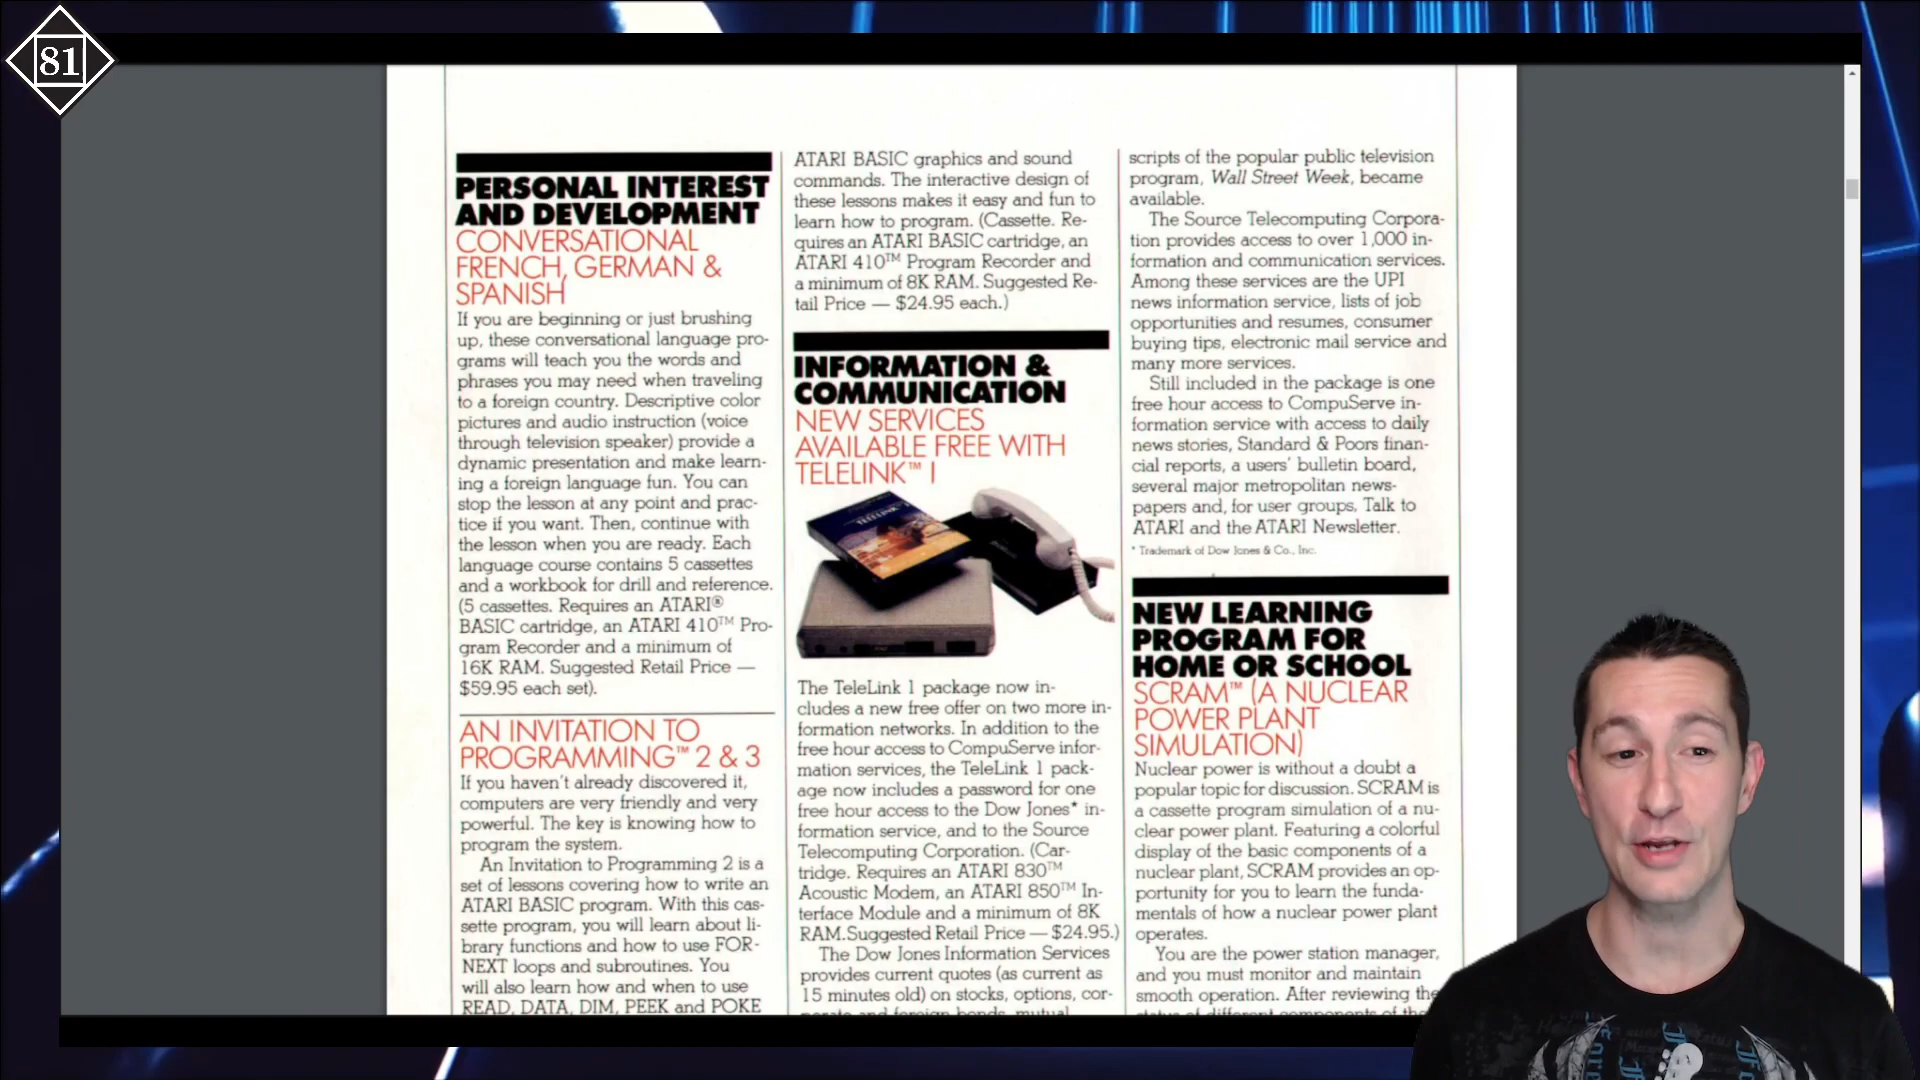 81
PERSONAL INTEREST
AND DEVELOPMENT
CONVERSATIONAL
FRENCH, GERMAN &
SPANISH
If you are beginning or just brushing
up, these conversational language pro-
grams will teach you the words and
phrases you may need when traveling
to a foreign country. Descriptive color
pictures and audio instruction (voice
through television speaker) provide a
dynamic presentation and make learn-
ing a foreign language fun. You can
stop the lesson at any point and prac-
tice if you want. Then, continue with
the lesson when you are ready. Each
language course contains 5 cassettes
and a workbook for drill and reference.
(5 cassettes. Requires an ATARI®
BASIC cartridge, an ATARI 410™ Pro-
gram Recorder and a minimum of
16K RAM. Suggested Retail Price —
$59.95 each set).
AN INVITATION TO
PROGRAMMING™ 2 & 3
If you haven't already discovered it,
computers are very friendly and very
powerful. The key is knowing how to
program the system.
An Invitation to Programming 2 is a
set of lessons covering how to write an
ATARI BASIC program. With this cas-
sette program, you will learn about li-
brary functions and how to use FOR-
NEXT loops and subroutines. You
will also learn how and when to use
READ, DATA, DIM, PEEK and POKE
ATARI BASIC graphics and sound
commands. The interactive design of
these lessons makes it easy and fun to
learn how to program. (Cassette. Re-
quires an ATARI BASIC cartridge, an
ATARI 410™ Program Recorder and
a minimum of 8K RAM. Suggested Re-
tail Price — $24.95 each.)
INFORMATION &
COMMUNICATION
NEW SERVICES
AVAILABLE FREE WITH
TELELINK™ I
The TeleLink 1 package now in-
cludes a new free offer on two more in-
formation networks. In addition to the
free hour access to CompuServe infor-
mation services, the TeleLink 1 pack-
age now includes a password for one
free hour access to the Dow Jones* in-
formation service, and to the Source
Telecomputing Corporation. (Car-
tridge. Requires an ATARI 830™
Acoustic Modem, an ATARI 850™ In-
terface Module and a minimum of 8K
RAM.Suggested Retail Price — $24.95.)
The Dow Jones Information Services
provides current quotes (as current as
15 minutes old) on stocks, options, cor-
porate and foreign bonds, mutual
scripts of the popular public television
program, Wall Street Week, became
available.
The Source Telecomputing Corpora-
tion provides access to over 1,000 in-
formation and communication services.
Among these services are the UPI
news information service, lists of job
opportunities and resumes, consumer
buying tips, electronic mail service and
many more services.
Still included in the package is one
free hour access to CompuServe in-
formation service with access to daily
news stories, Standard & Poors finan-
cial reports, a users' bulletin board,
several major metropolitan news-
papers and, for user groups, Talk to
ATARI and the ATARI Newsletter.
* Trademark of Dow Jones & Co., Inc.
NEW LEARNING
PROGRAM FOR
HOME OR SCHOOL
SCRAM™ (A NUCLEAR
POWER PLANT
SIMULATION)
Nuclear power is without a doubt a
popular topic for discussion. SCRAM is
a cassette program simulation of a nu-
clear power plant. Featuring a colorful
display of the basic components of a
nuclear plant, SCRAM provides an op-
portunity for you to learn the funda-
mentals of how a nuclear power plant
operates.
You are the power station manager,
and you must monitor and maintain
smooth operation. After reviewing the
status of different components of the